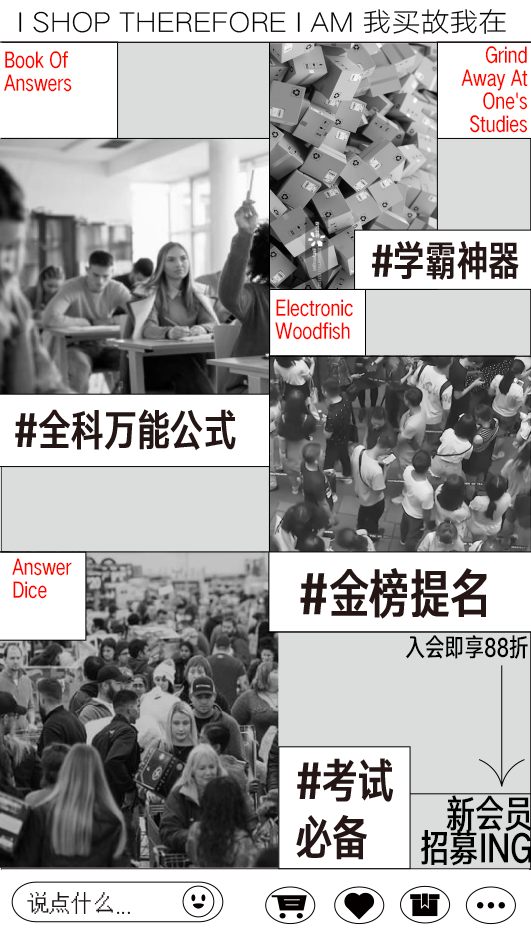 I SHOP THEREFORE I AM 我买故我在
Book Of
Answers
Grind
Away At
One's
Studies
#学霸神器
Electronic
Woodfish
#全科万能公式
Answer
Dice
#金榜提名
入会即享88折
#考试
必备
新会员
招募ING
说点什么...